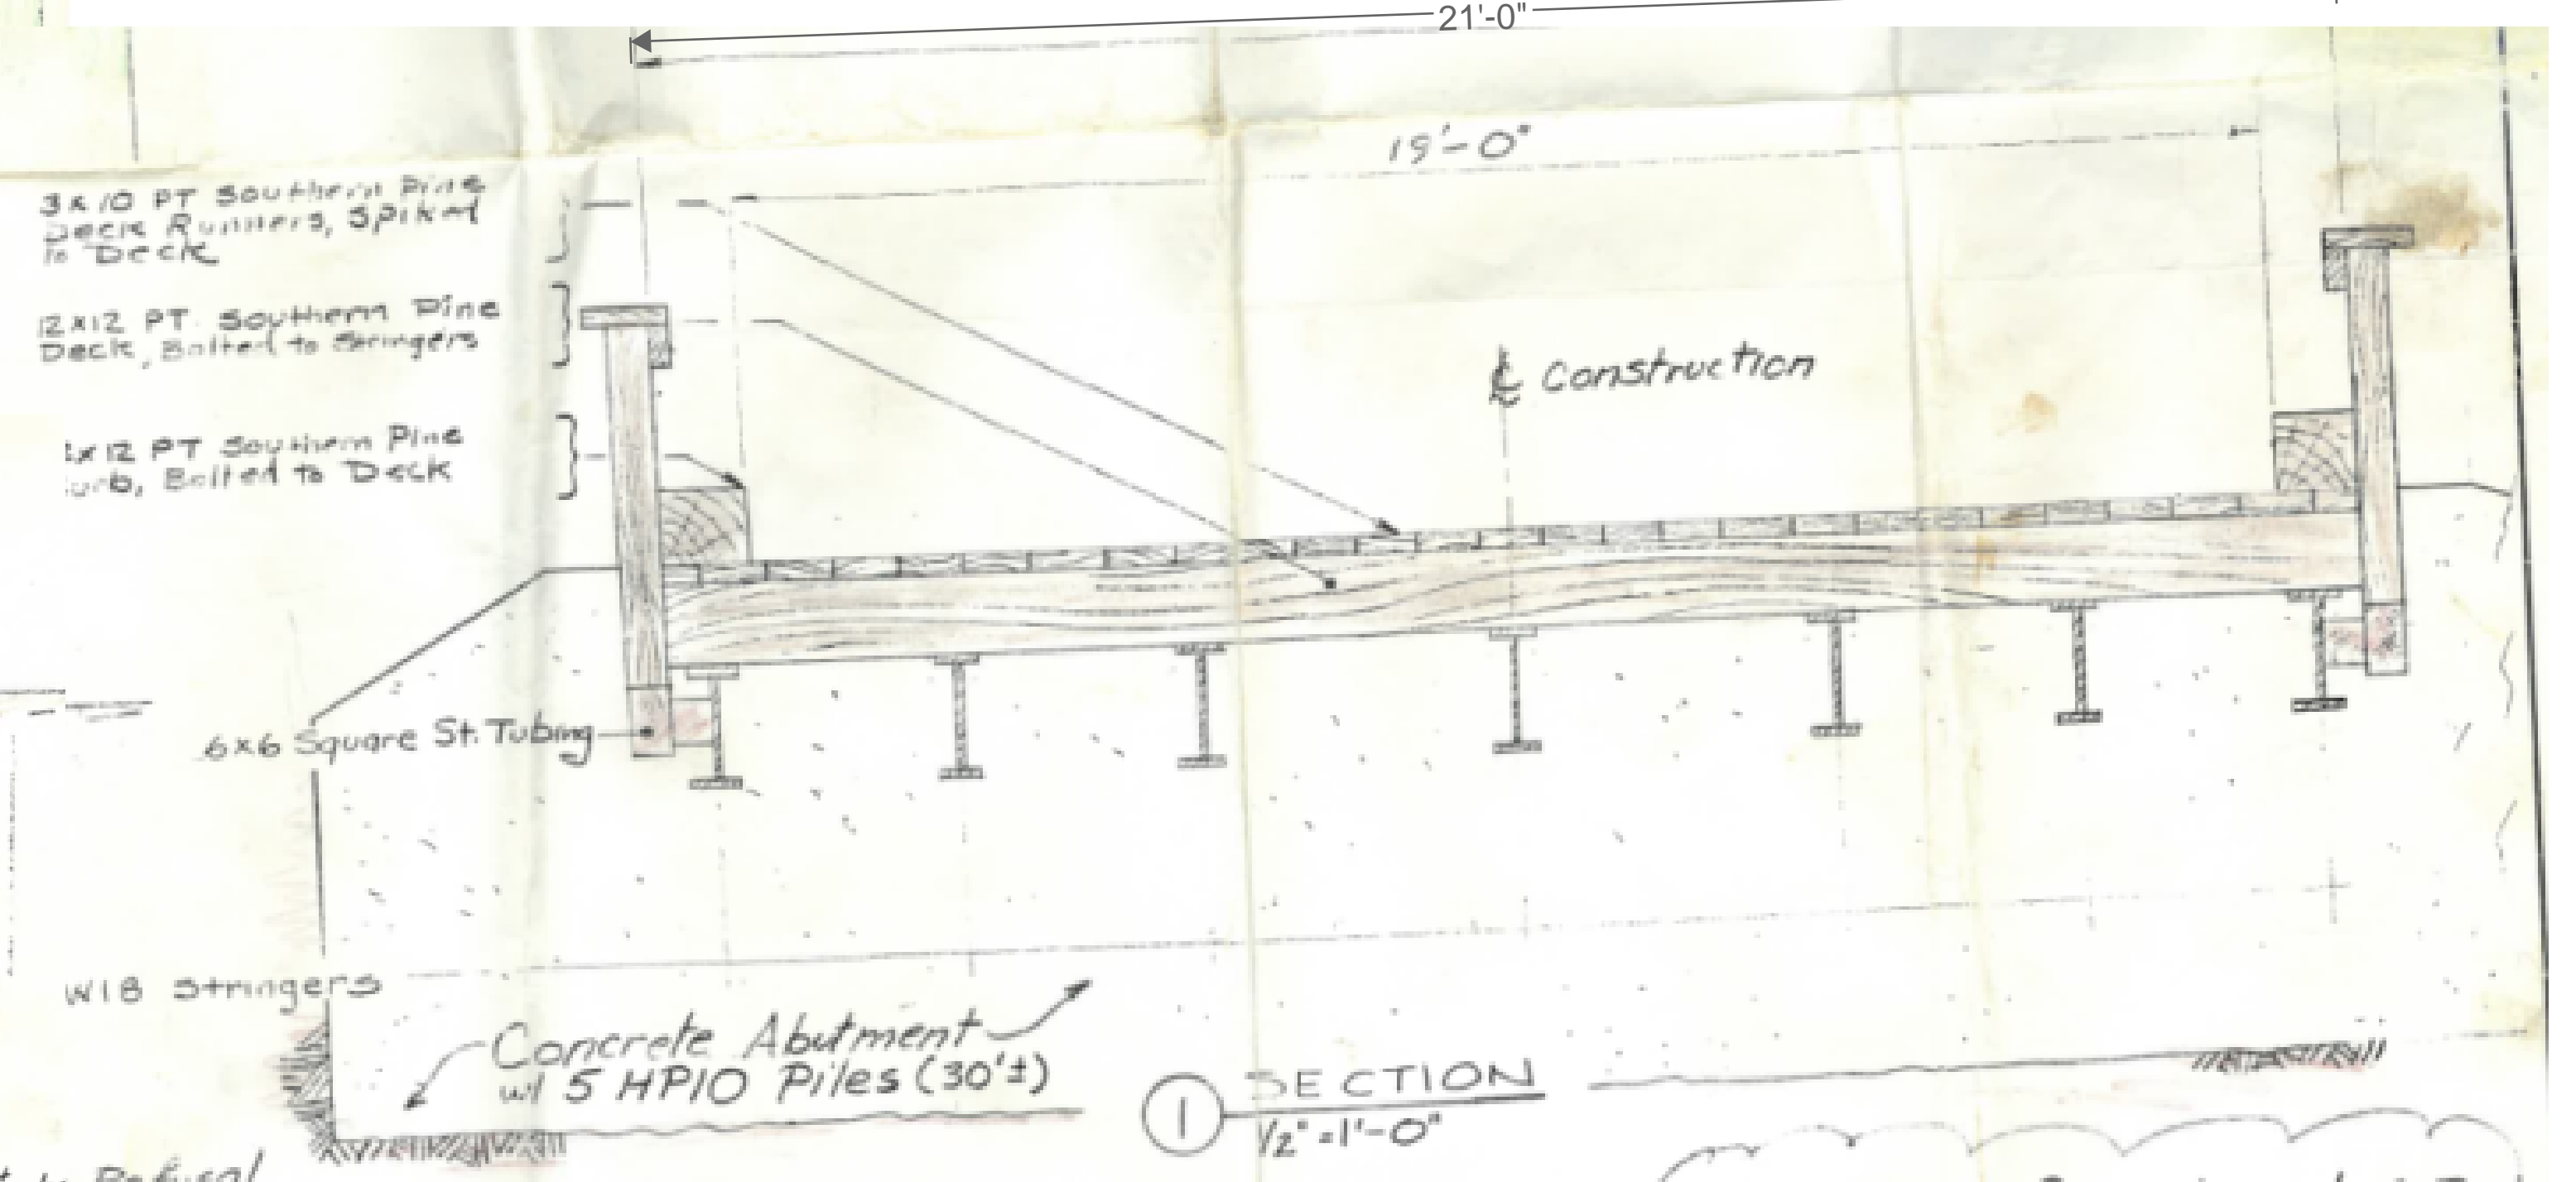 21'-0"
19'-0"
3x10 PT Southern Pine
Deck Runners, Spiked
to Deck
12x12 PT. Southern Pine
Deck, Bolted to Stringers
x12 PT Southern Pine
urb, Bolted to Deck
℄ Construction
6x6 Square St. Tubing
W18 Stringers
Concrete Abutment
w/ 5 HP10 Piles (30'±)
1 SECTION
1/2" = 1'-0"
Refusal